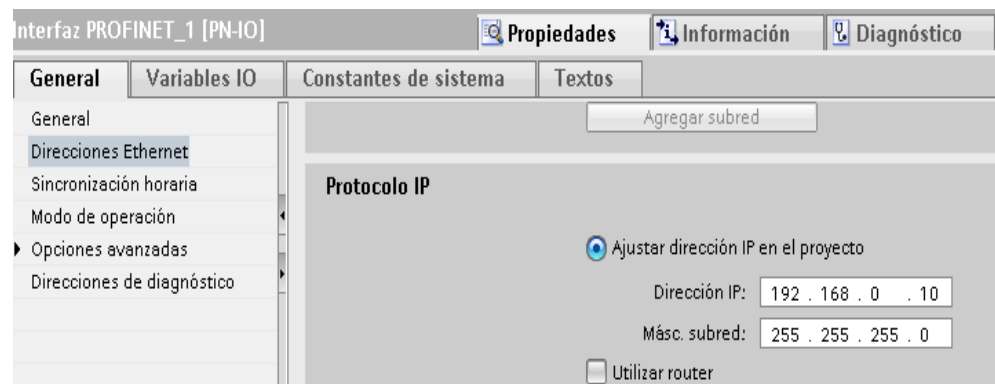 Interfaz PROFINET_1 [PN-IO]
Propiedades
Información
Diagnóstico
General
Variables IO
Constantes de sistema
Textos
General
Direcciones Ethernet
Sincronización horaria
Modo de operación
Opciones avanzadas
Direcciones de diagnóstico
Agregar subred
Protocolo IP
Ajustar dirección IP en el proyecto
Dirección IP: 192 . 168 . 0 . 10
Másc. subred: 255 . 255 . 255 . 0
Utilizar router